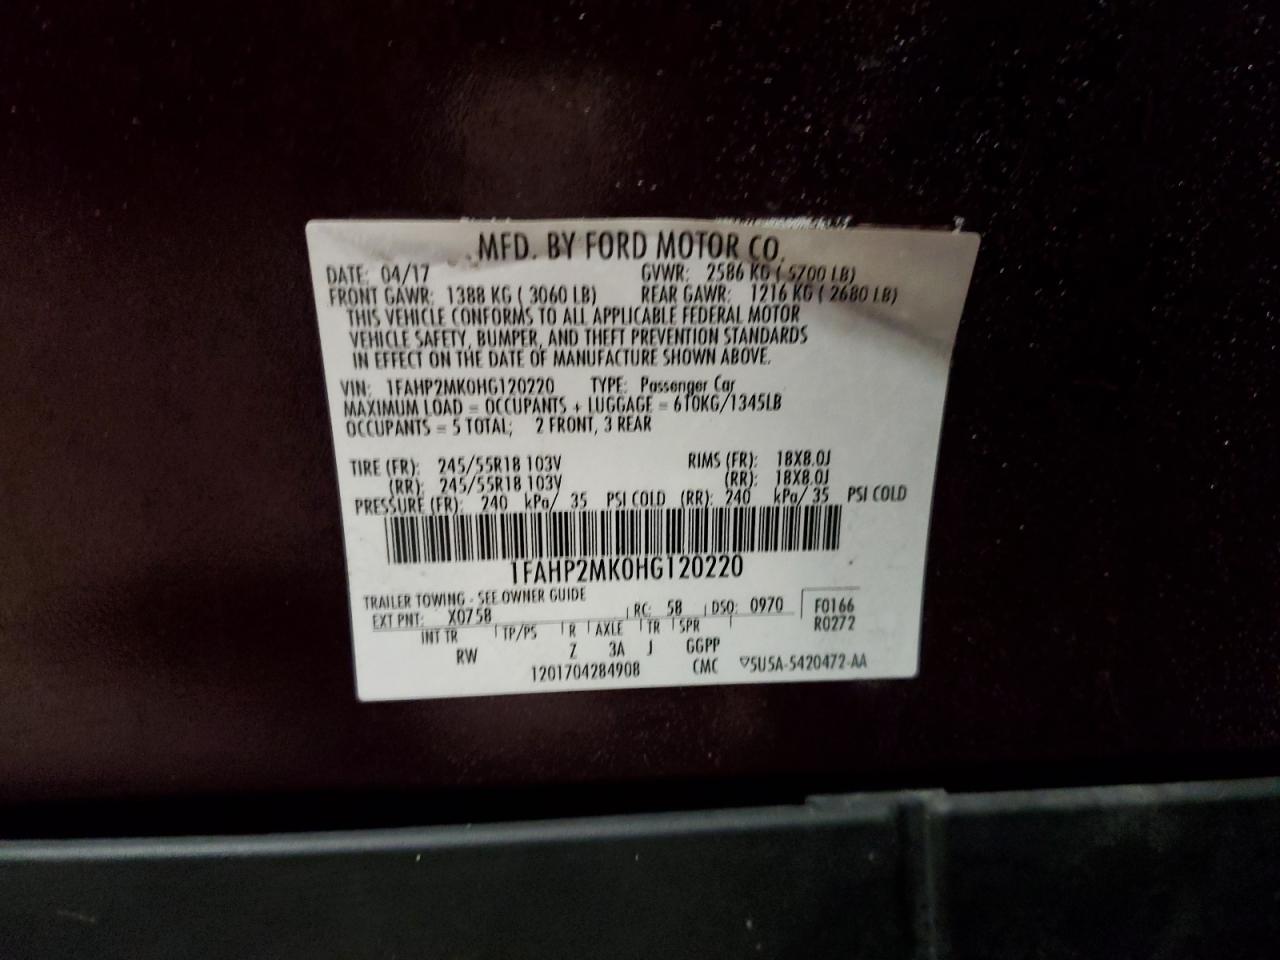 MFD. BY FORD MOTOR CO.
DATE: 04/17 GVWR: 2586 KG ( 5700 LB)
FRONT GAWR: 1388 KG ( 3060 LB) REAR GAWR: 1216 KG ( 2680 LB)
THIS VEHICLE CONFORMS TO ALL APPLICABLE FEDERAL MOTOR
VEHICLE SAFETY, BUMPER, AND THEFT PREVENTION STANDARDS
IN EFFECT ON THE DATE OF MANUFACTURE SHOWN ABOVE.
VIN: 1FAHP2MK0HG120220 TYPE: Passenger Car
MAXIMUM LOAD = OCCUPANTS + LUGGAGE = 610KG/1345LB
OCCUPANTS = 5 TOTAL; 2 FRONT, 3 REAR
TIRE (FR): 245/55R18 103V RIMS (FR): 18X8.0J
(RR): 245/55R18 103V (RR): 18X8.0J
PRESSURE (FR): 240 kPa/ 35 PSI COLD (RR): 240 kPa/ 35 PSI COLD
1FAHP2MK0HG120220
TRAILER TOWING - SEE OWNER GUIDE
EXT PNT: X0758 RC: 58 DSO: 0970 F0166
INT TR TP/PS R AXLE TR SPR R0272
RW Z 3A J GGPP
1201704284908 CMC ▽5U5A-5420472-AA